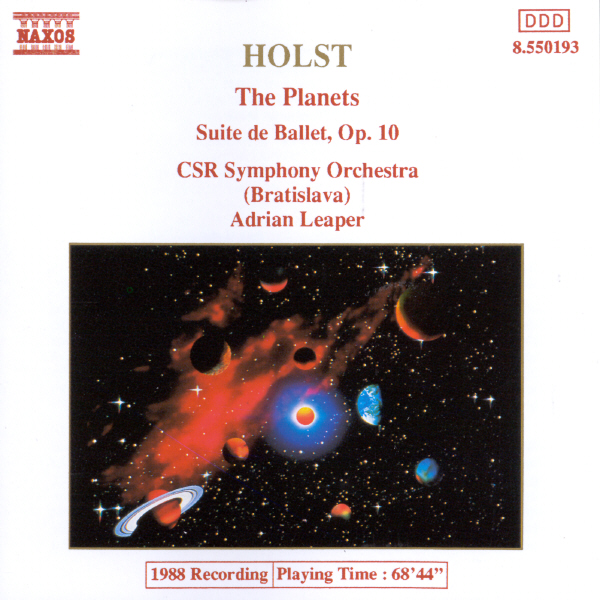 NAXOS
DDD
8.550193
HOLST
The Planets
Suite de Ballet, Op. 10
CSR Symphony Orchestra
(Bratislava)
Adrian Leaper
1988 Recording
Playing Time : 68'44”